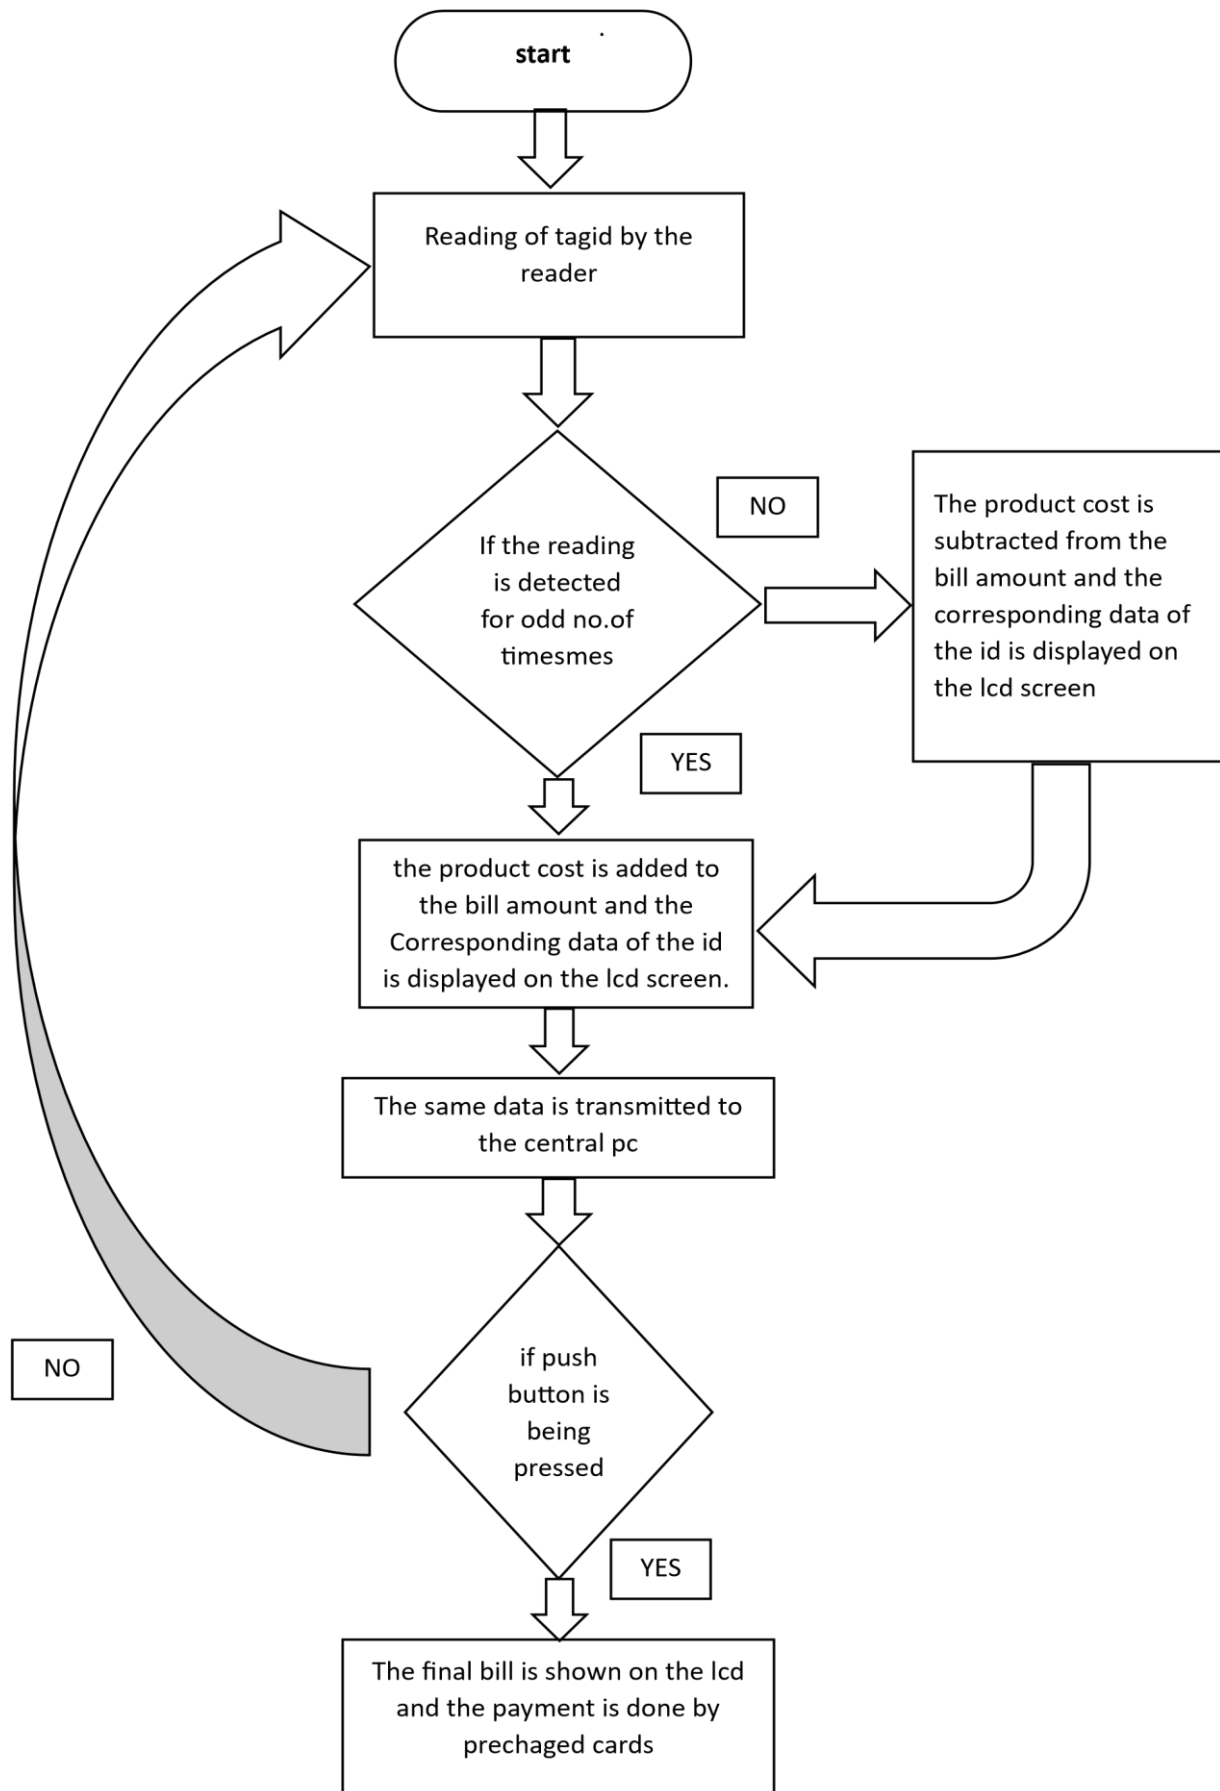 start
Reading of tagid by the
reader
If the reading
is detected
for odd no.of
timesmes
NO
The product cost is
subtracted from the
bill amount and the
corresponding data of
the id is displayed on
the lcd screen
YES
the product cost is added to
the bill amount and the
Corresponding data of the id
is displayed on the lcd screen.
The same data is transmitted to
the central pc
if push
button is
being
pressed
NO
YES
The final bill is shown on the lcd
and the payment is done by
prechaged cards